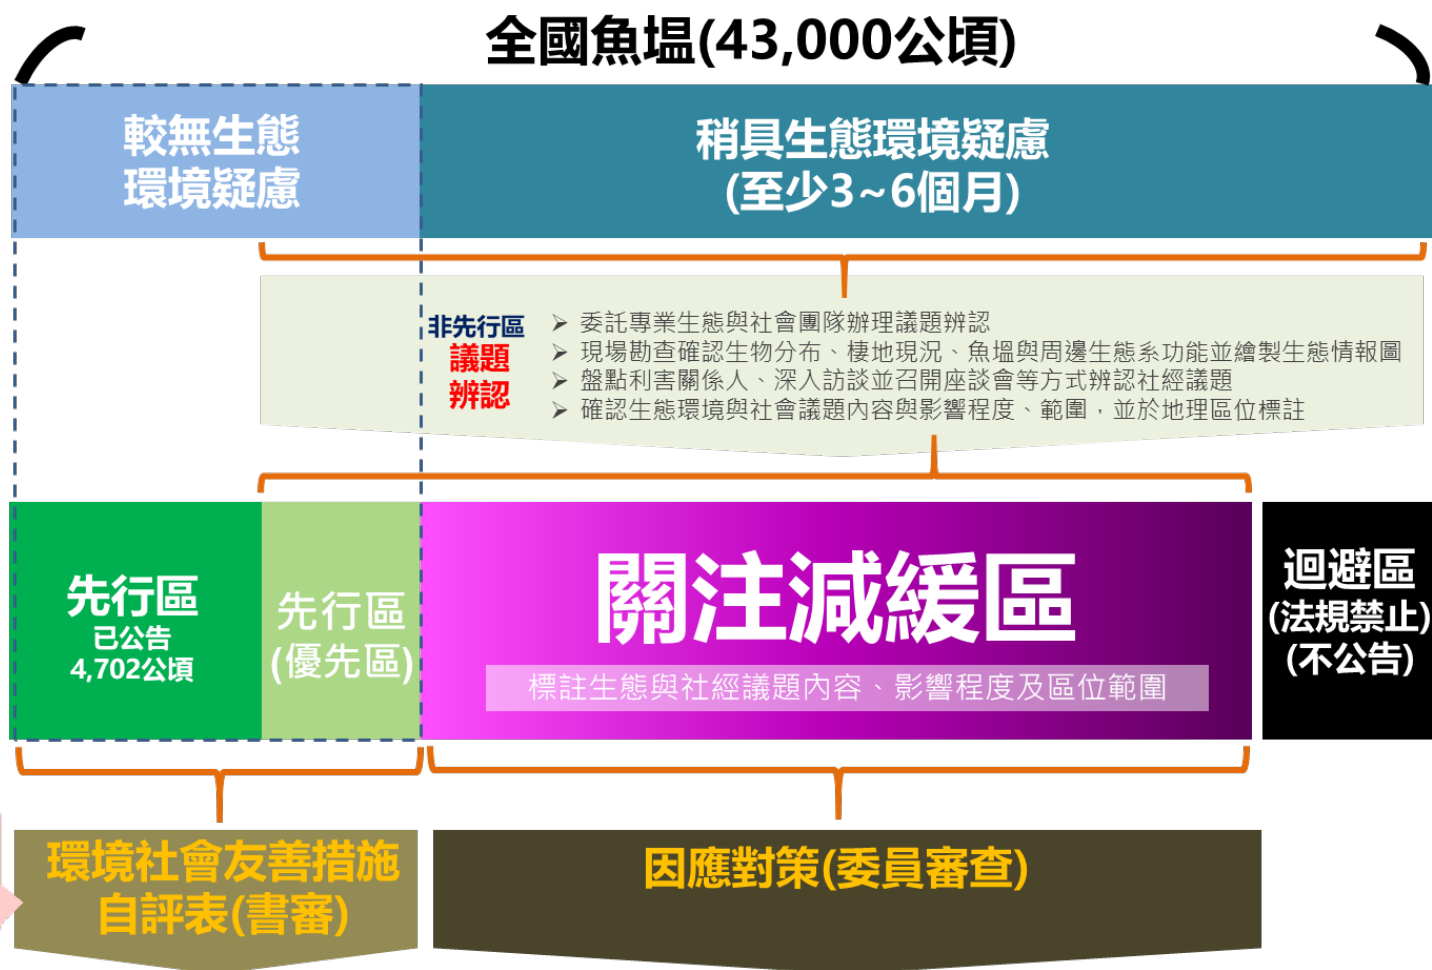 全國魚塭(43,000公頃)
較無生態
環境疑慮
稍具生態環境疑慮
(至少3~6個月)
非先行區
議題
辨認
➢ 委託專業生態與社會團隊辦理議題辨認
➢ 現場勘查確認生物分布、棲地現況、魚塭與周邊生態系功能並繪製生態情報圖
➢ 盤點利害關係人、深入訪談並召開座談會等方式辨認社經議題
➢ 確認生態環境與社會議題內容與影響程度、範圍，並於地理區位標註
先行區
已公告
4,702公頃
先行區
(優先區)
關注減緩區
標註生態與社經議題內容、影響程度及區位範圍
迴避區
(法規禁止)
(不公告)
環境社會友善措施
自評表(書審)
因應對策(委員審查)